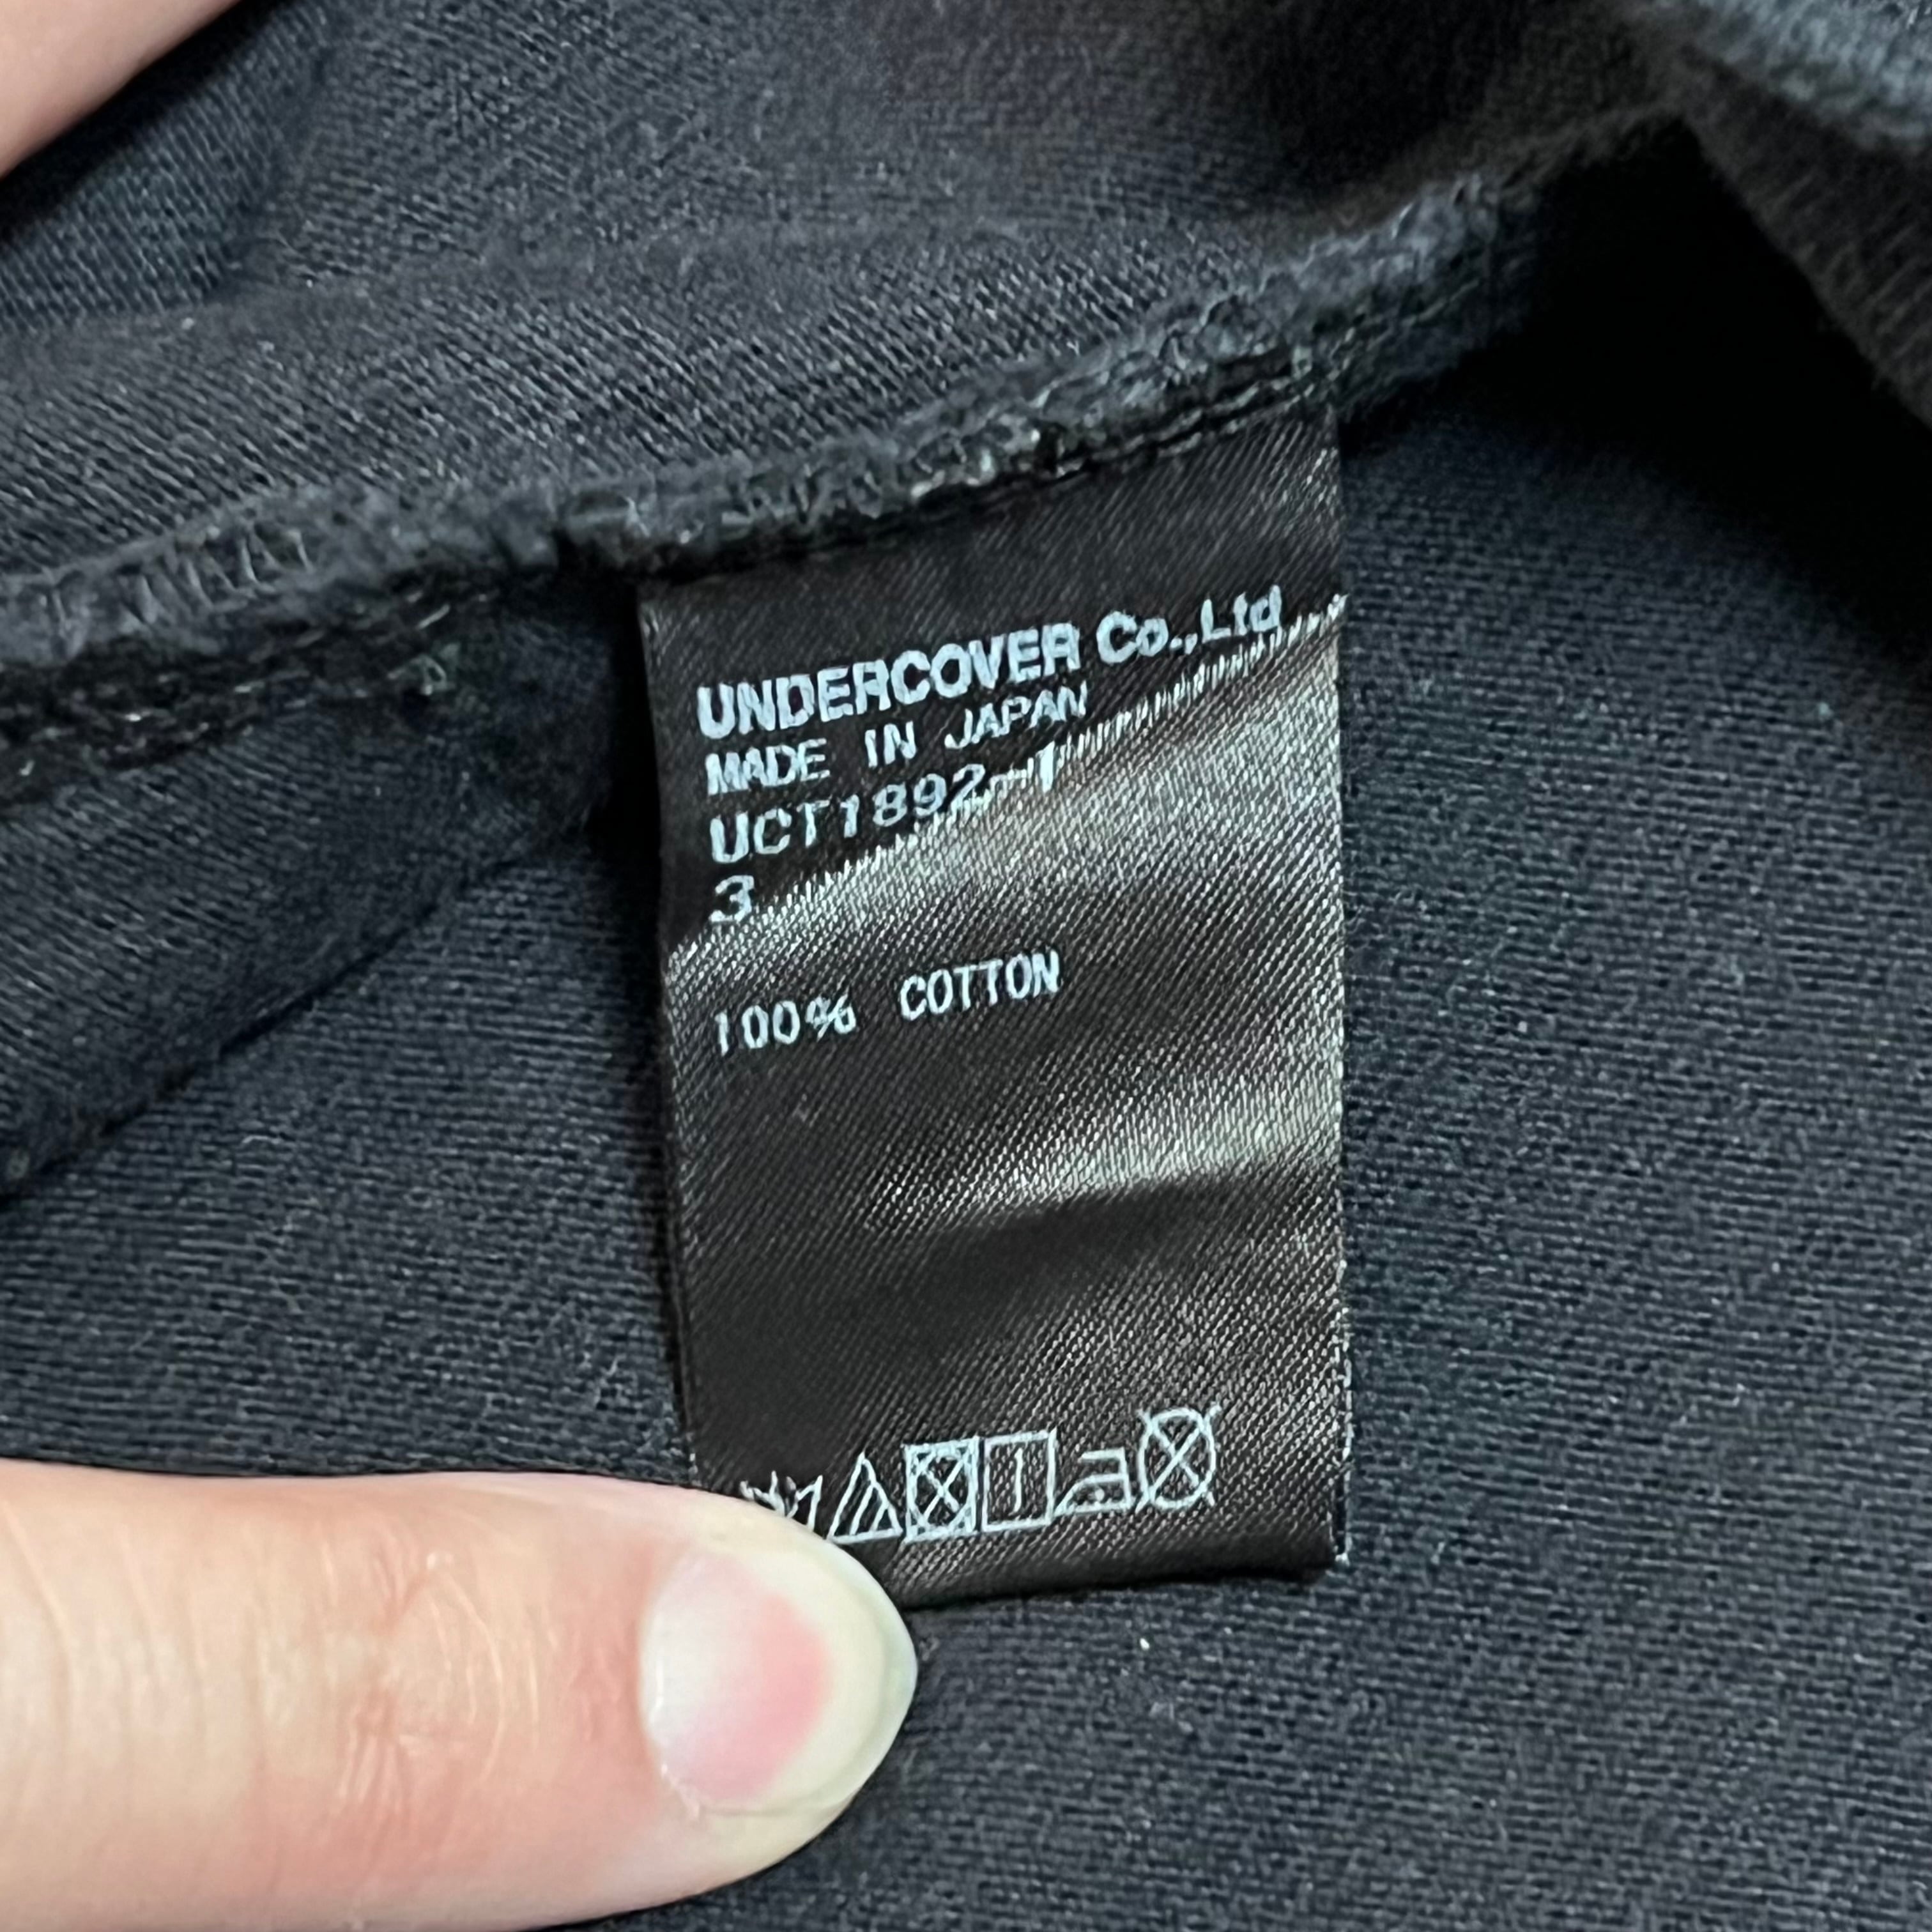 UNDERCOVER Co.,Ltd
MADE IN JAPAN
UCT1892-1
3
100% COTTON